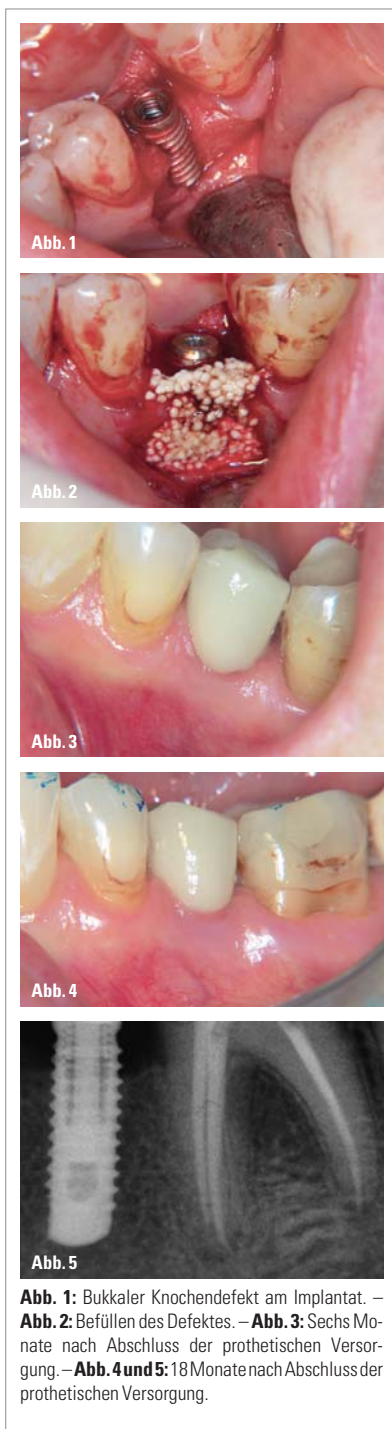 Abb. 1
Abb. 2
Abb. 3
Abb. 4
Abb. 5
Abb. 1: Bukkaler Knochendefekt am Implantat. –
Abb. 2: Befüllen des Defektes. – Abb. 3: Sechs Mo-
nate nach Abschluss der prothetischen Versor-
gung. – Abb. 4 und 5: 18 Monate nach Abschluss der
prothetischen Versorgung.